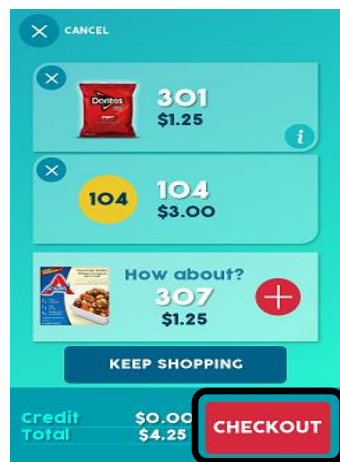 CANCEL
Doritos
301
$1.25
i
104
104
$3.00
How about?
307
$1.25
KEEP SHOPPING
Credit $0.00
Total $4.25
CHECKOUT